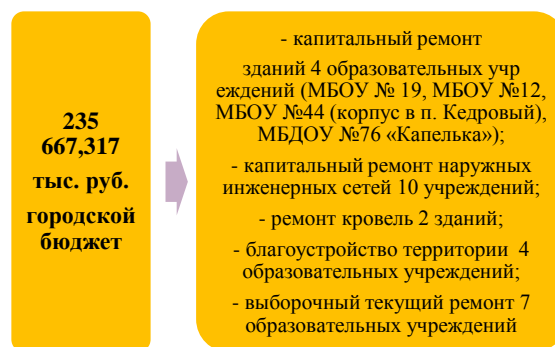 235
667,317
тыс. руб.
городской
бюджет
- капитальный ремонт
зданий 4 образовательных учр
еждений (МБОУ № 19, МБОУ №12,
МБОУ №44 (корпус в п. Кедровый),
МБДОУ №76 «Капелька»);
- капитальный ремонт наружных
инженерных сетей 10 учреждений;
- ремонт кровель 2 зданий;
- благоустройство территории 4
образовательных учреждений;
- выборочный текущий ремонт 7
образовательных учреждений